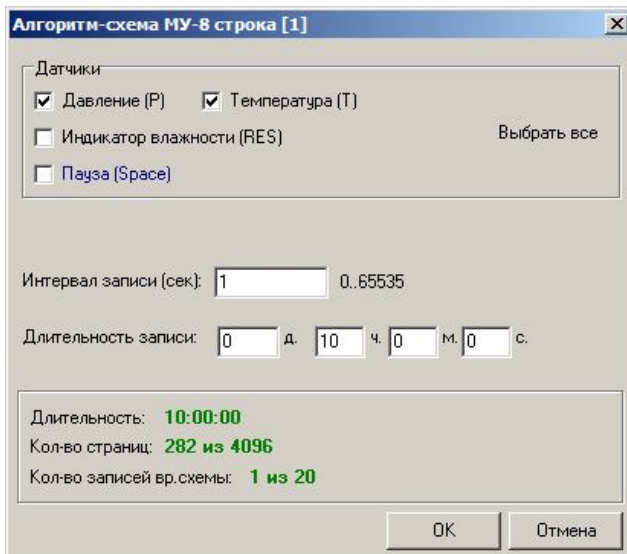 Алгоритм-схема МУ-8 строка [1]
Датчики
Давление (P) Температура (T)
Индикатор влажности (RES) Выбрать все
Пауза (Space)
Интервал записи (сек): 1 0..65535
Длительность записи: 0 д. 10 ч. 0 м. 0 с.
Длительность: 10:00:00
Кол-во страниц: 282 из 4096
Кол-во записей вр.схемы: 1 из 20
OK Отмена